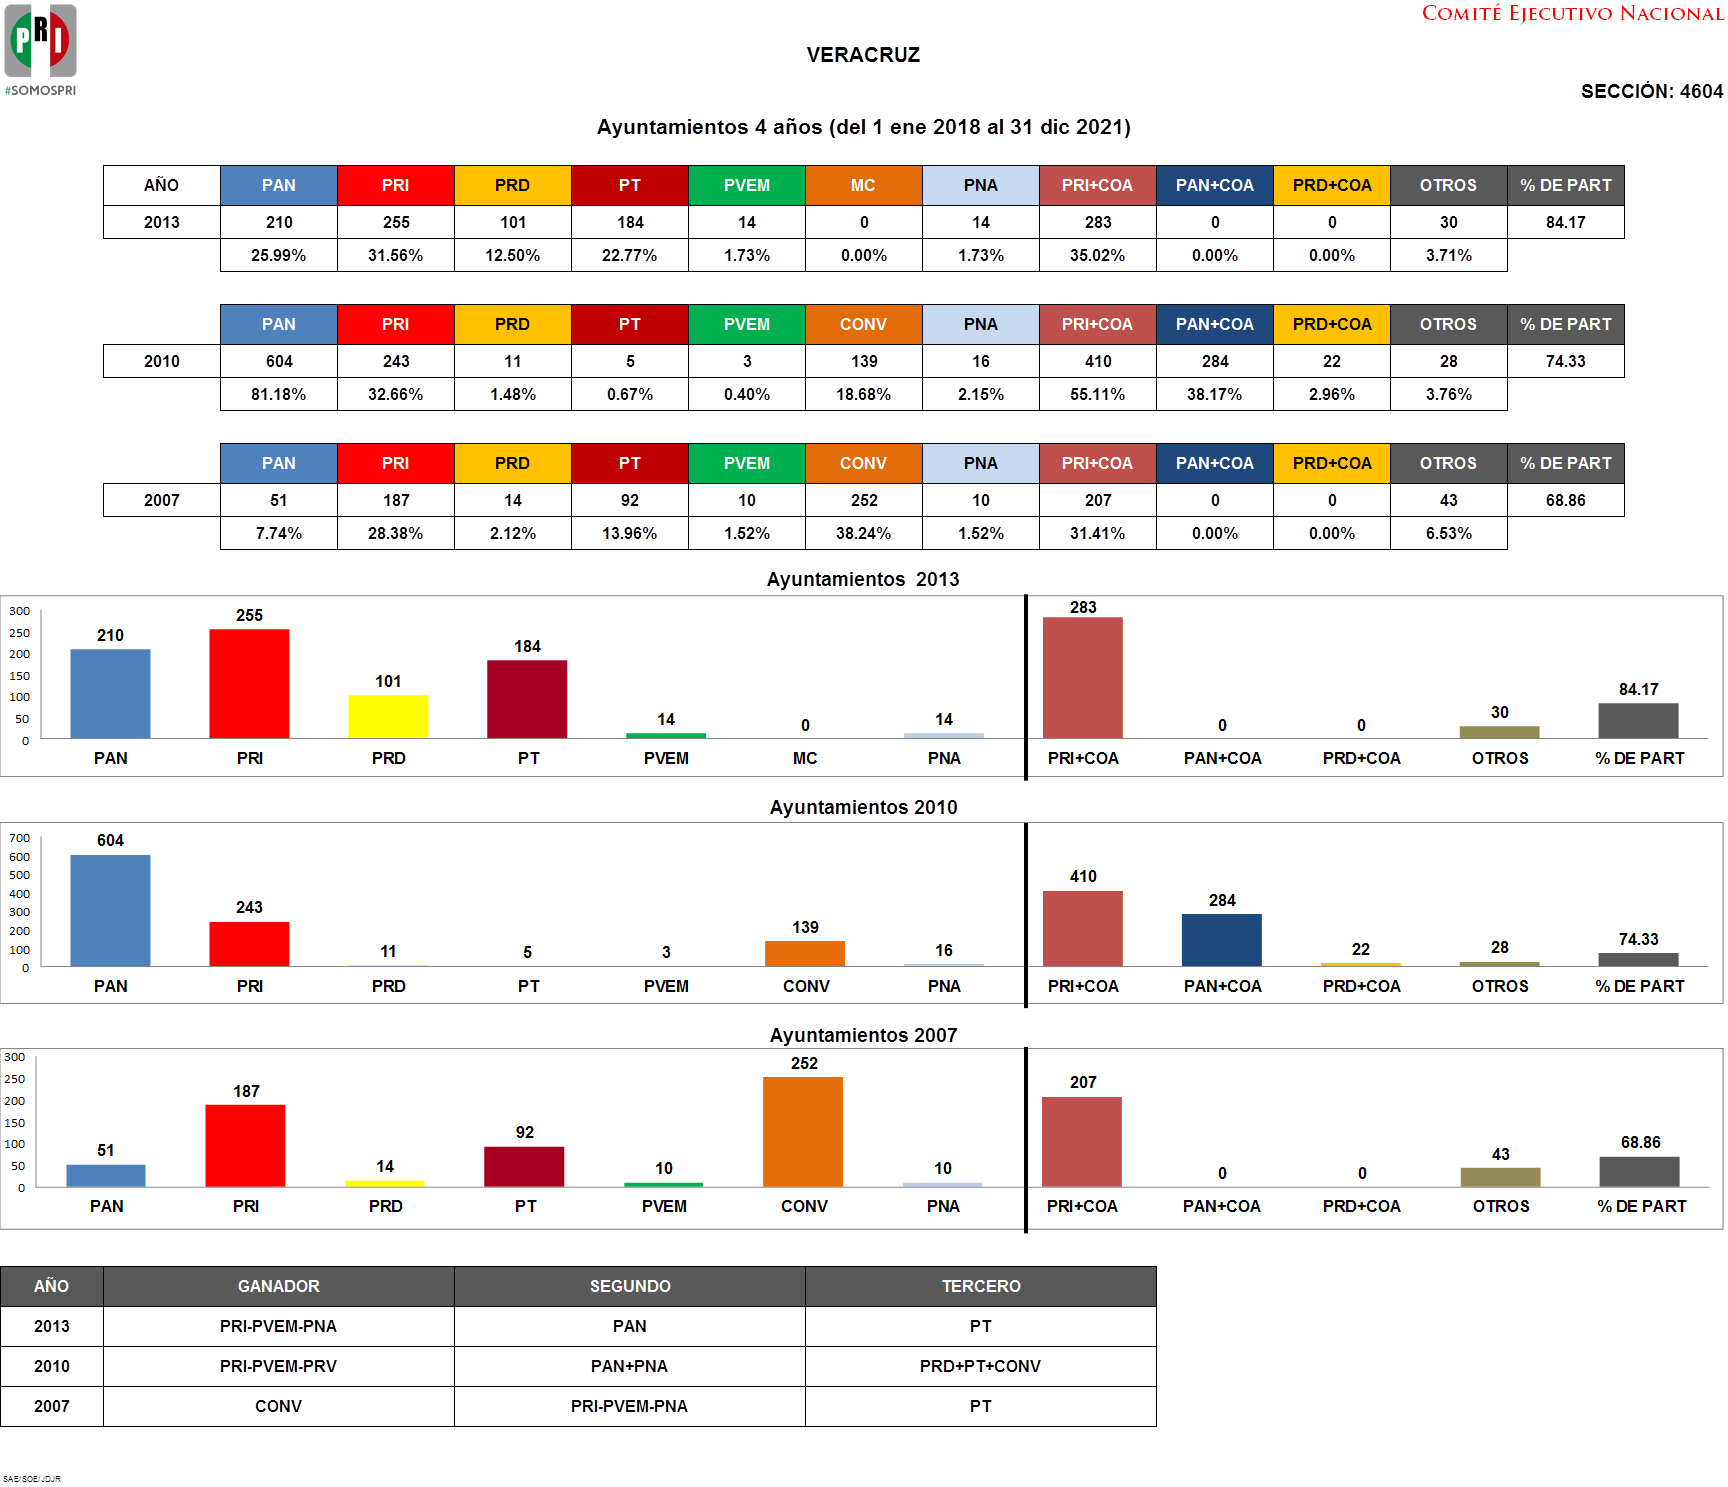 PRI
#SOMOSPRI
COMITÉ EJECUTIVO NACIONAL
VERACRUZ
SECCIÓN: 4604
Ayuntamientos 4 años (del 1 ene 2018 al 31 dic 2021)
AÑO PAN PRI PRD PT PVEM MC PNA PRI+COA PAN+COA PRD+COA OTROS % DE PART
2013 210 255 101 184 14 0 14 283 0 0 30 84.17
25.99% 31.56% 12.50% 22.77% 1.73% 0.00% 1.73% 35.02% 0.00% 0.00% 3.71%
PAN PRI PRD PT PVEM CONV PNA PRI+COA PAN+COA PRD+COA OTROS % DE PART
2010 604 243 11 5 3 139 16 410 284 22 28 74.33
81.18% 32.66% 1.48% 0.67% 0.40% 18.68% 2.15% 55.11% 38.17% 2.96% 3.76%
PAN PRI PRD PT PVEM CONV PNA PRI+COA PAN+COA PRD+COA OTROS % DE PART
2007 51 187 14 92 10 252 10 207 0 0 43 68.86
7.74% 28.38% 2.12% 13.96% 1.52% 38.24% 1.52% 31.41% 0.00% 0.00% 6.53%
Ayuntamientos 2013
300
250
200
150
100
50
0
210 255 101 184 14 0 14 283 0 0 30 84.17
PAN PRI PRD PT PVEM MC PNA PRI+COA PAN+COA PRD+COA OTROS % DE PART
Ayuntamientos 2010
700
600
500
400
300
200
100
0
604 243 11 5 3 139 16 410 284 22 28 74.33
PAN PRI PRD PT PVEM CONV PNA PRI+COA PAN+COA PRD+COA OTROS % DE PART
Ayuntamientos 2007
300
250
200
150
100
50
0
51 187 14 92 10 252 10 207 0 0 43 68.86
PAN PRI PRD PT PVEM CONV PNA PRI+COA PAN+COA PRD+COA OTROS % DE PART
AÑO GANADOR SEGUNDO TERCERO
2013 PRI-PVEM-PNA PAN PT
2010 PRI-PVEM-PRV PAN+PNA PRD+PT+CONV
2007 CONV PRI-PVEM-PNA PT
SAE/SOE/JDJR